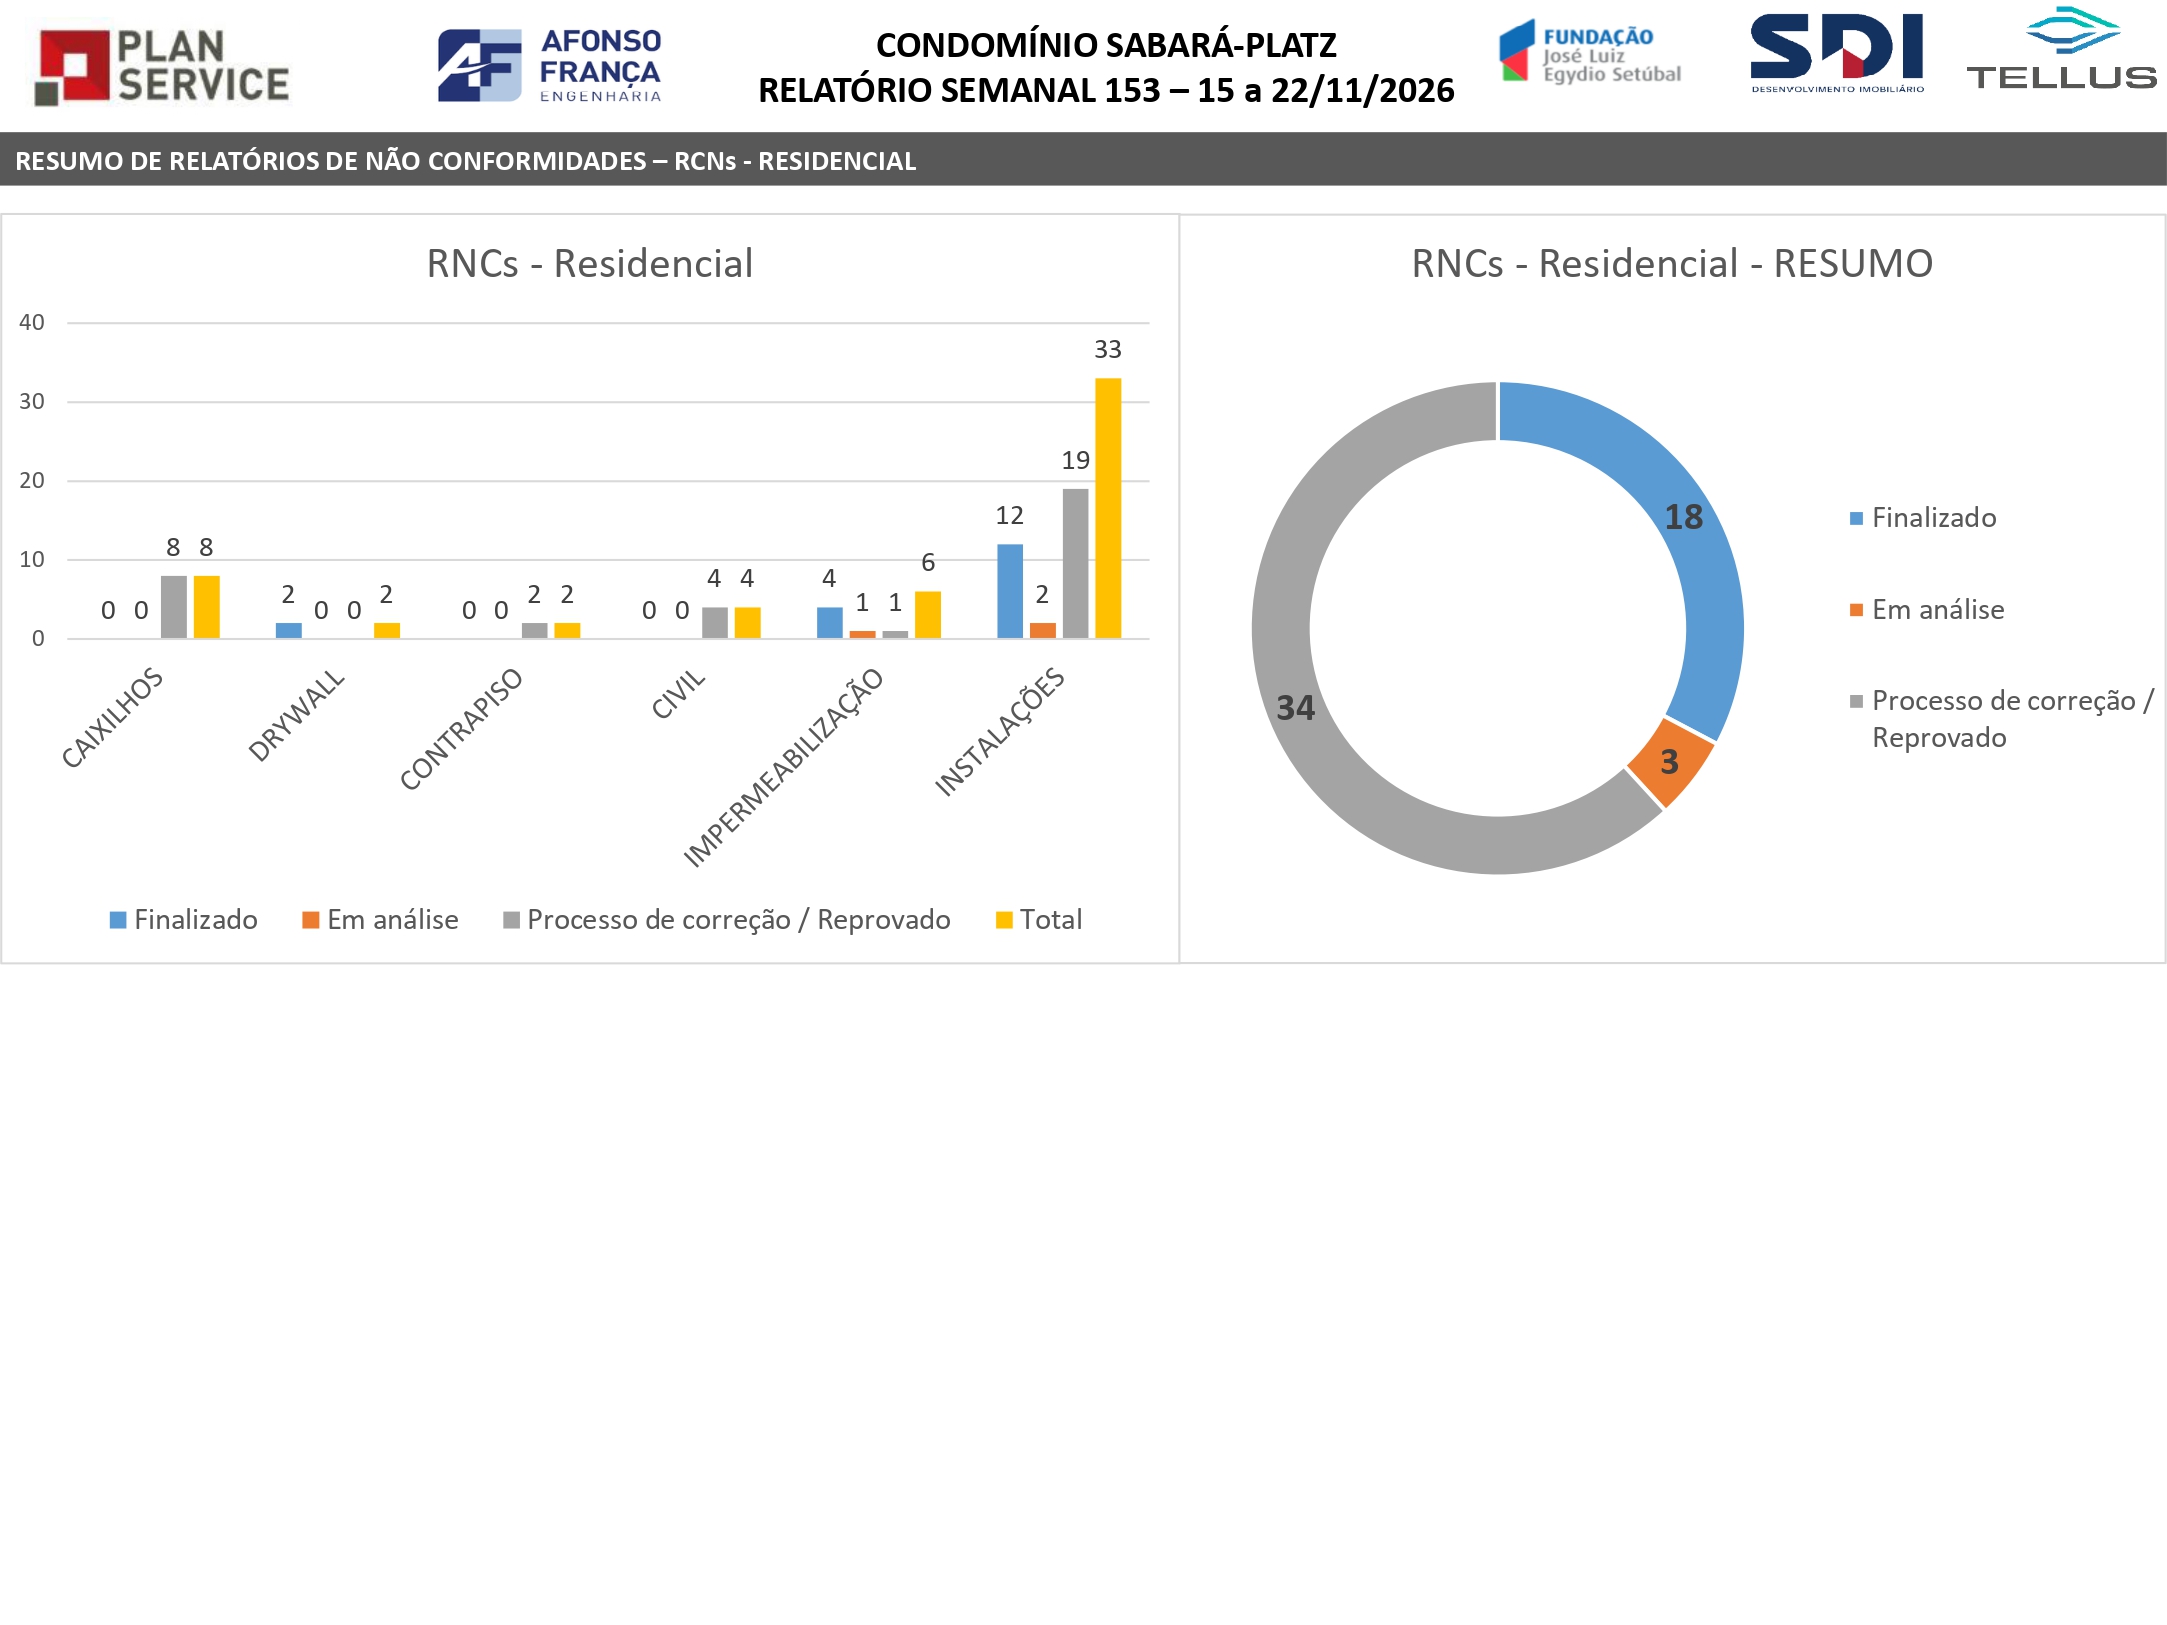 PLAN
SERVICE
AFONSO
FRANÇA
ENGENHARIA
CONDOMÍNIO SABARÁ-PLATZ
RELATÓRIO SEMANAL 153 – 15 a 22/11/2026
FUNDAÇÃO
José Luiz
Egydio Setúbal
SDI
DESENVOLVIMENTO IMOBILIÁRIO
TELLUS
RESUMO DE RELATÓRIOS DE NÃO CONFORMIDADES – RCNs - RESIDENCIAL
RNCs - Residencial
40
30
20
10
0
0 0 8 8
2 0 0 2
0 0 2 2
0 0 4 4
4 1 1 6
12 2 19 33
CAIXILHOS
DRYWALL
CONTRAPISO
CIVIL
IMPERMEABILIZAÇÃO
INSTALAÇÕES
Finalizado Em análise Processo de correção / Reprovado Total
RNCs - Residencial - RESUMO
18
3
34
Finalizado
Em análise
Processo de correção /
Reprovado